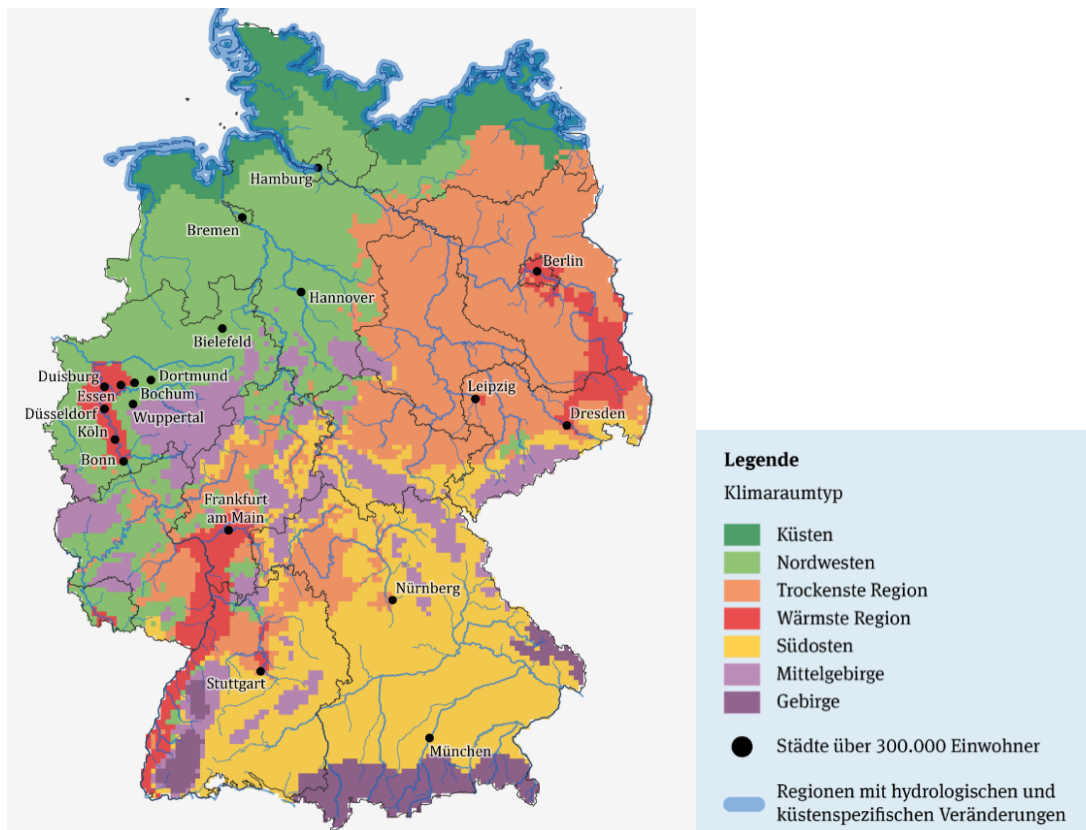 Hamburg
Bremen
Berlin
Hannover
Bielefeld
Duisburg
Dortmund
Essen
Bochum
Leipzig
Düsseldorf
Wuppertal
Dresden
Köln
Bonn
Frankfurt
am Main
Nürnberg
Stuttgart
München
Legende
Klimaraumtyp
Küsten
Nordwesten
Trockenste Region
Wärmste Region
Südosten
Mittelgebirge
Gebirge
Städte über 300.000 Einwohner
Regionen mit hydrologischen und
küstenspezifischen Veränderungen